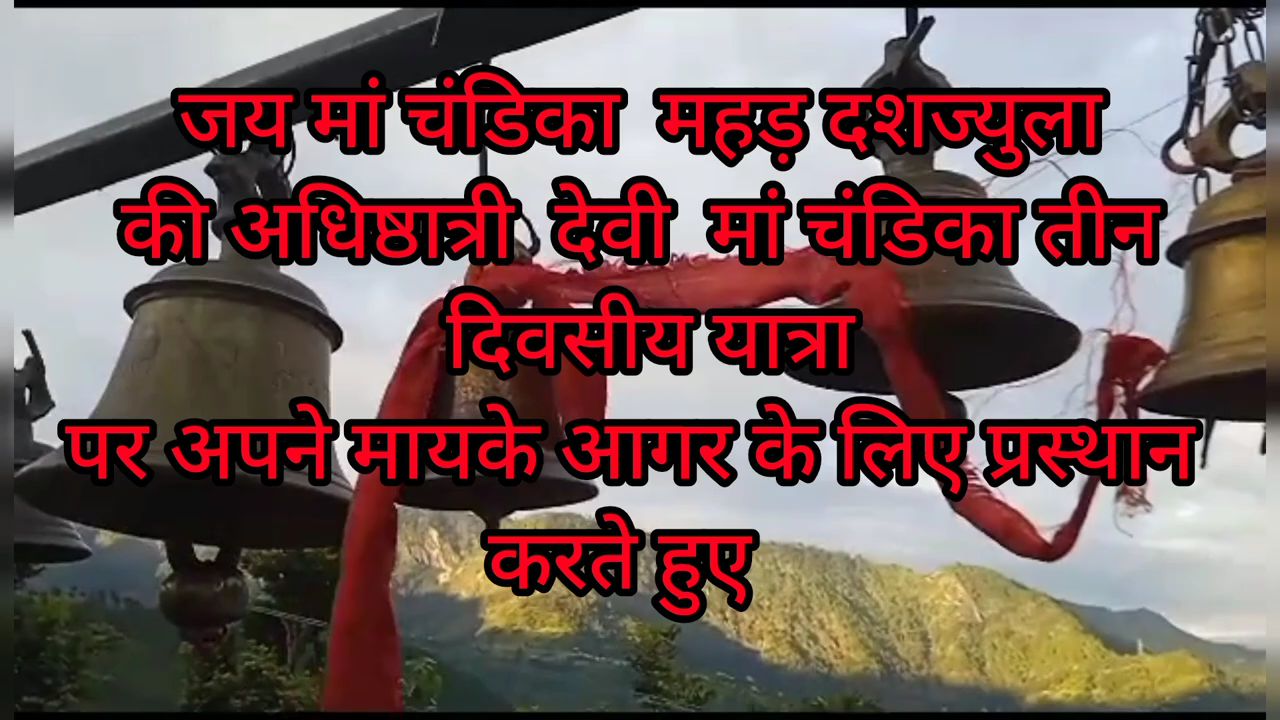 जय मां चंडिका महड़ दशज्युला
की अधिष्ठात्री देवी मां चंडिका तीन
दिवसीय यात्रा
पर अपने मायके आगर के लिए प्रस्थान
करते हुए